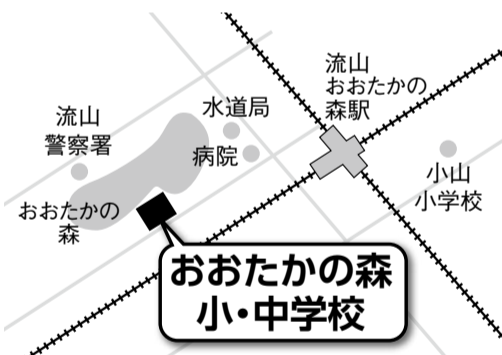 流山
おおたかの
森駅
水道局
流山
警察署
病院
小山
小学校
おおたかの
森
おおたかの森
小・中学校